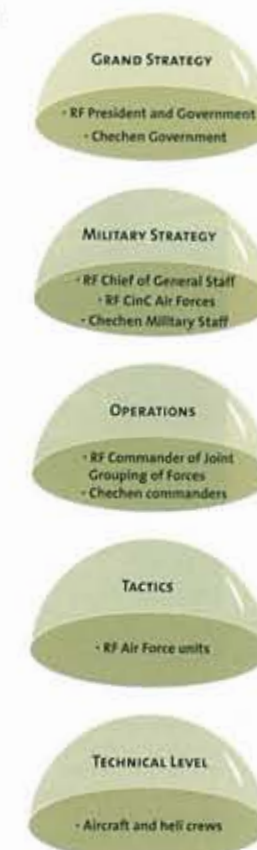 GRAND STRATEGY
· RF President and Government
· Chechen Government
MILITARY STRATEGY
· RF Chief of General Staff
· RF CinC Air Forces
· Chechen Military Staff
OPERATIONS
· RF Commander of Joint
Grouping of Forces
· Chechen commanders
TACTICS
· RF Air Force units
TECHNICAL LEVEL
· Aircraft and heli crews